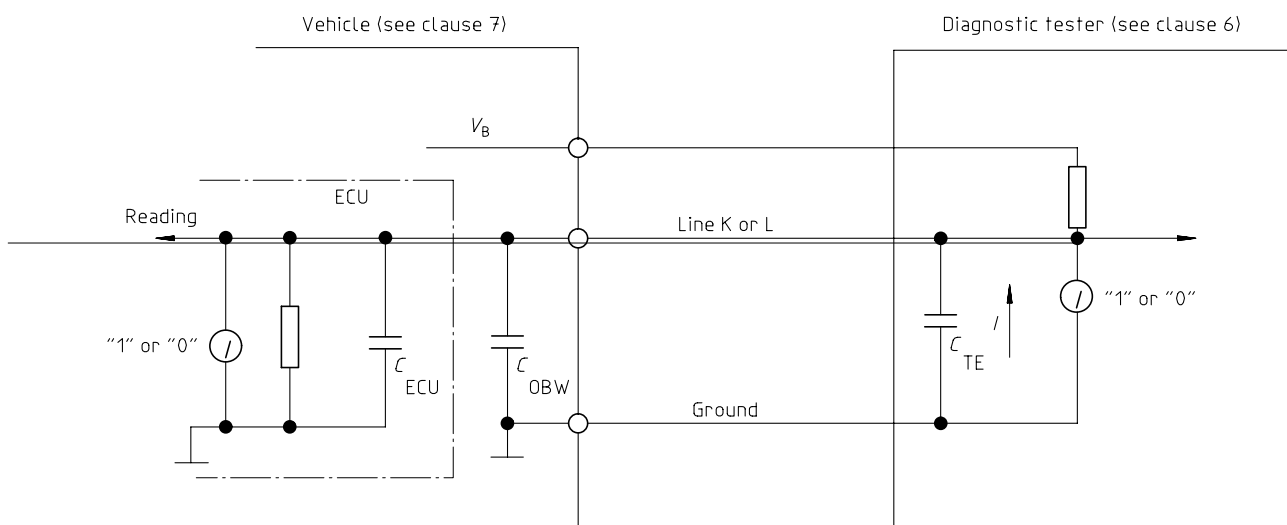 Vehicle (see clause 7)
Diagnostic tester (see clause 6)
VB
ECU
Reading
Line K or L
"1" or "0"
I
"1" or "0"
I
I
C
ECU
C
OBW
C
TE
Ground